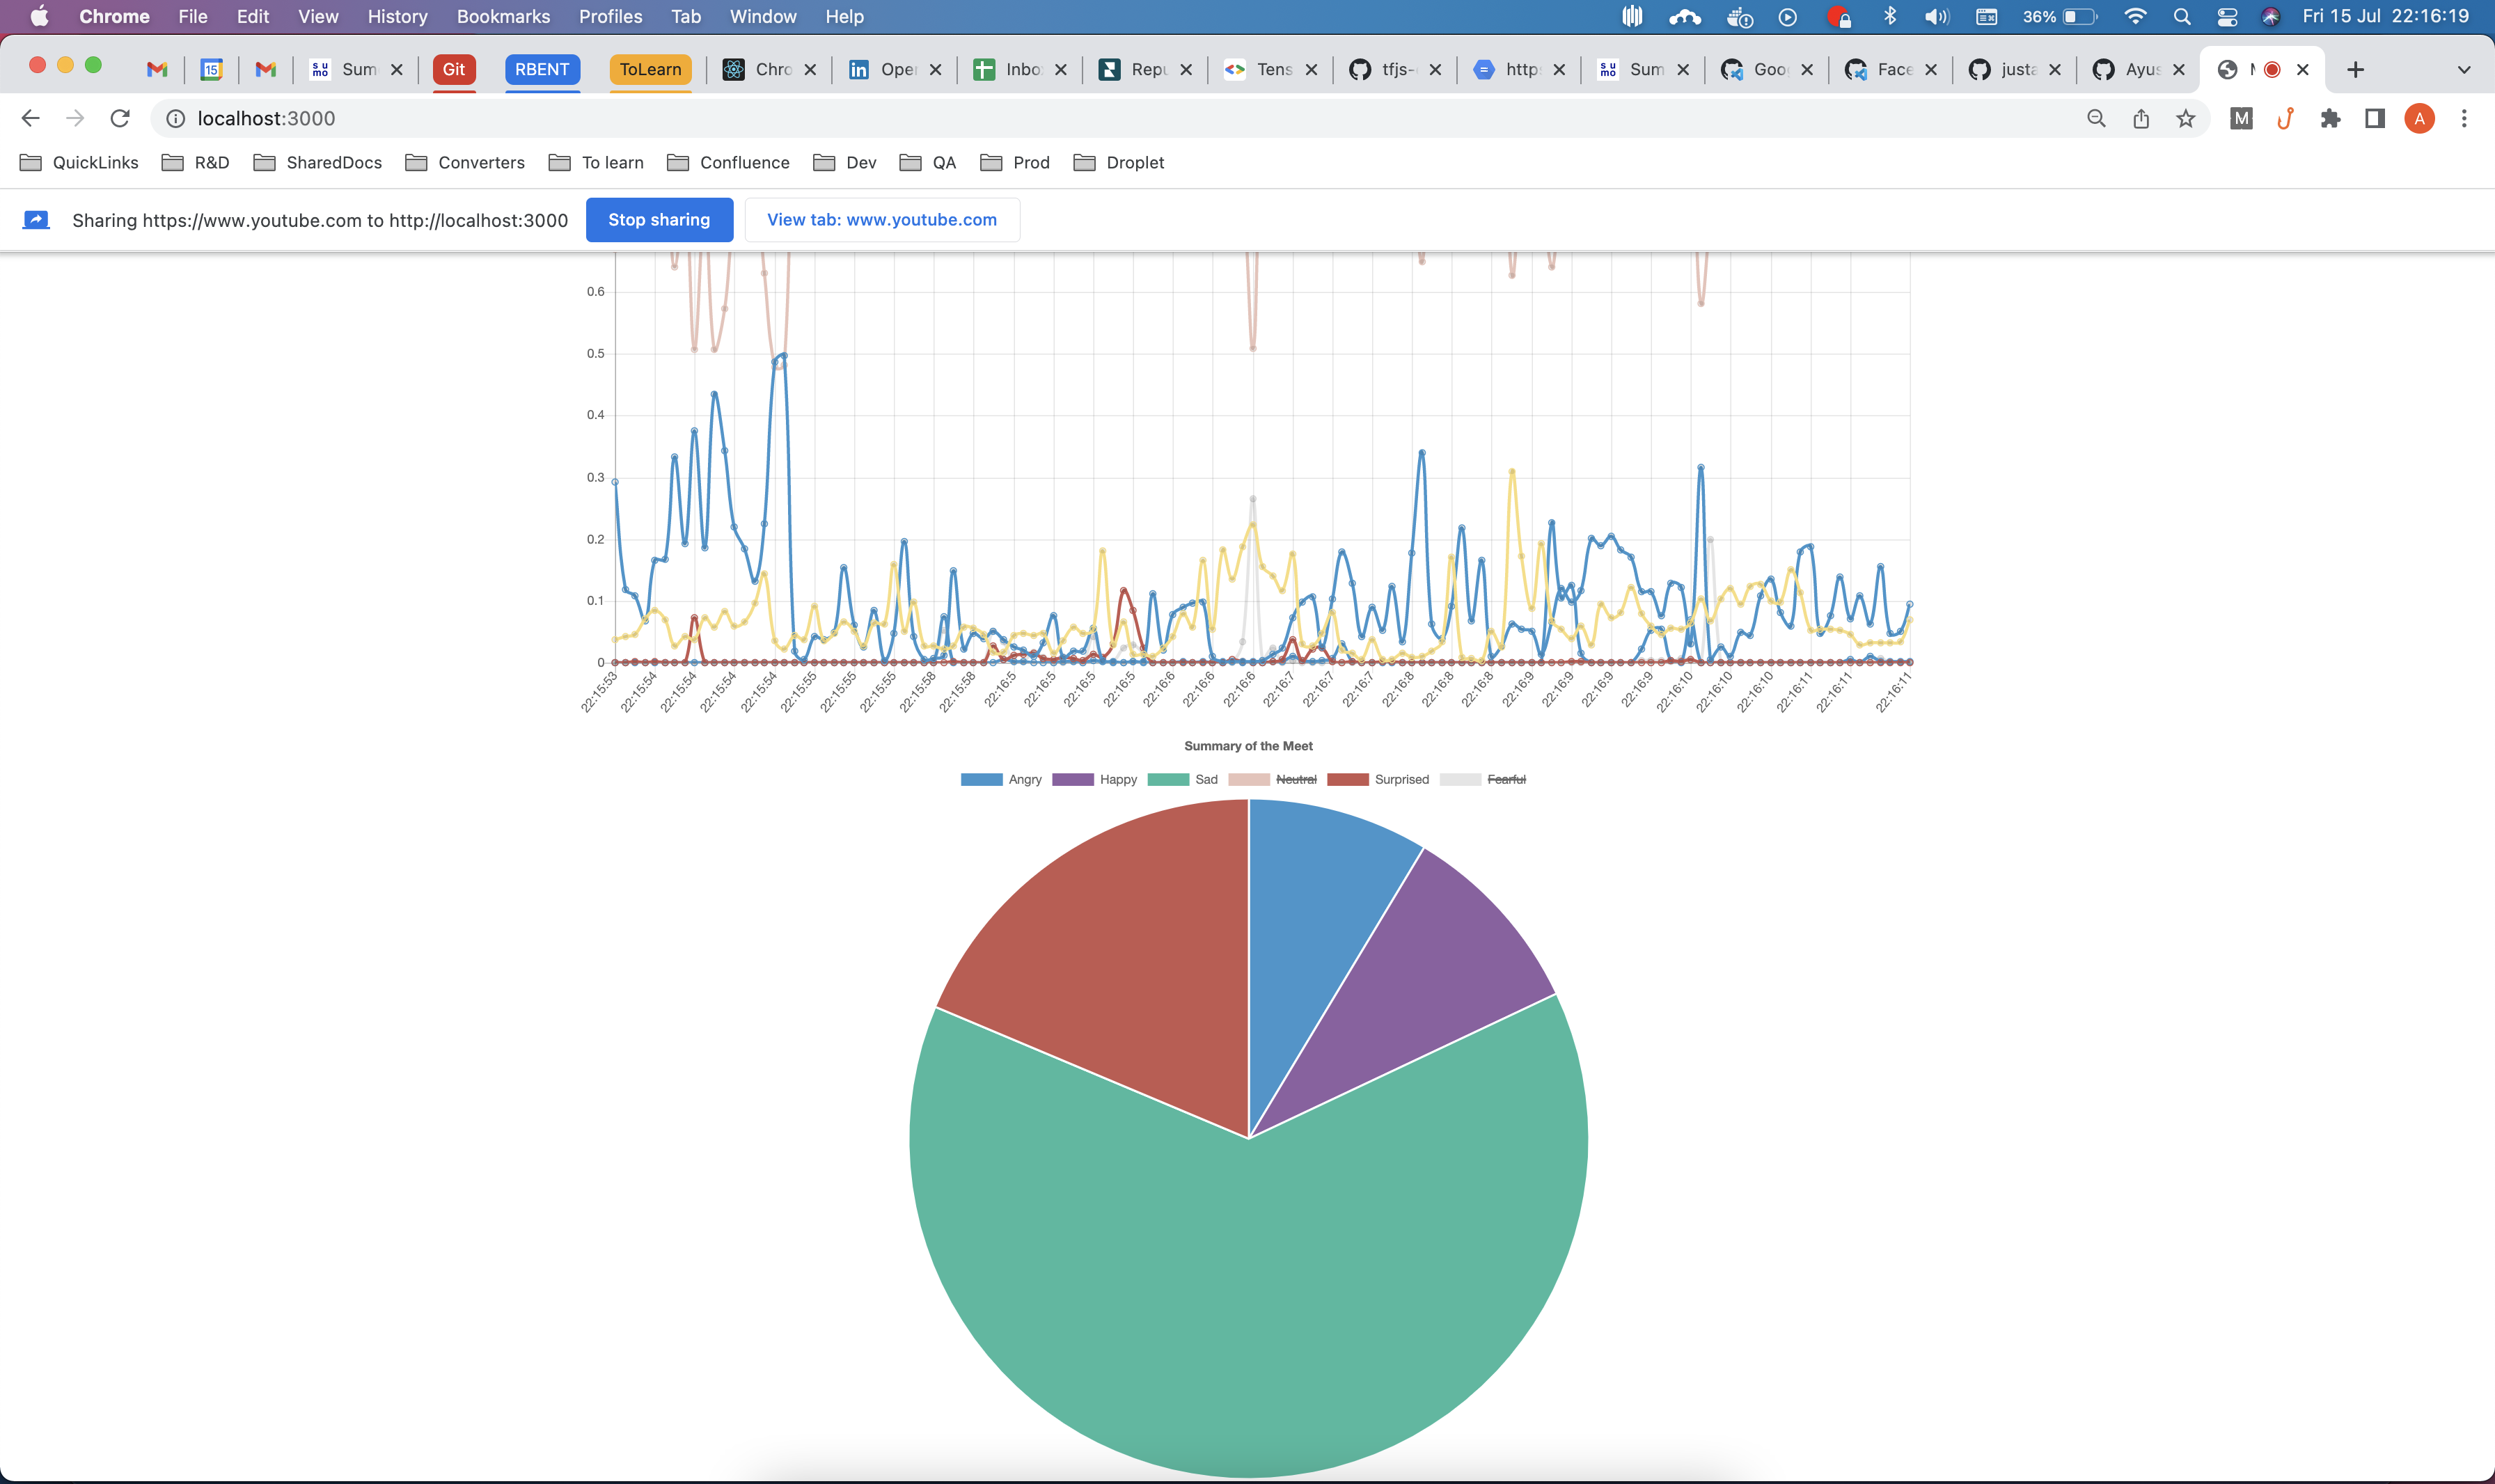 Chrome File Edit View History Bookmarks Profiles Tab Window Help 36% Fri 15 Jul 22:16:19
15 su mo Sum Git RBENT ToLearn Chro in Oper Inbo Repu Tens tfjs- http su mo Sum Goo Face justa Ayus
localhost:3000 M A
QuickLinks R&D SharedDocs Converters To learn Confluence Dev QA Prod Droplet
Sharing https://www.youtube.com to http://localhost:3000 Stop sharing View tab: www.youtube.com
0.6
0.5
0.4
0.3
0.2
0.1
0
22:15:53 22:15:54 22:15:54 22:15:54 22:15:54 22:15:55 22:15:55 22:15:55 22:15:58 22:15:58 22:16:5 22:16:5 22:16:5 22:16:5 22:16:6 22:16:6 22:16:6 22:16:7 22:16:7 22:16:7 22:16:8 22:16:8 22:16:8 22:16:9 22:16:9 22:16:9 22:16:9 22:16:10 22:16:10 22:16:10 22:16:11 22:16:11 22:16:11
Summary of the Meet
Angry Happy Sad Neutral Surprised Fearful